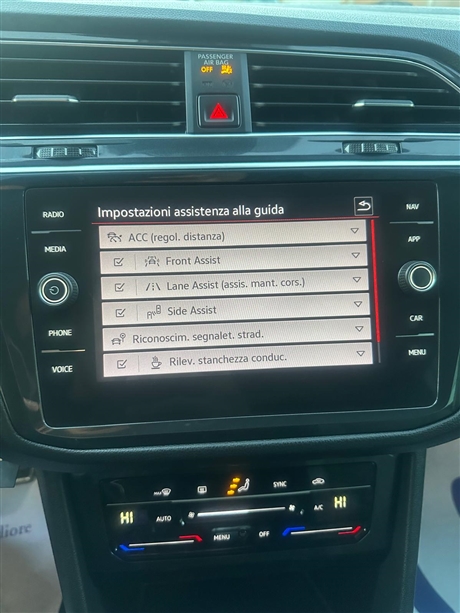 PASSENGER
AIR BAG
OFF
RADIO
MEDIA
PHONE
VOICE
Impostazioni assistenza alla guida
ACC (regol. distanza)
Front Assist
Lane Assist (assis. mant. cors.)
Side Assist
Riconoscim. segnalet. strad.
Rilev. stanchezza conduc.
NAV
APP
CAR
MENU
MAX
SYNC
HI
AUTO
A/C
HI
MENU
OFF